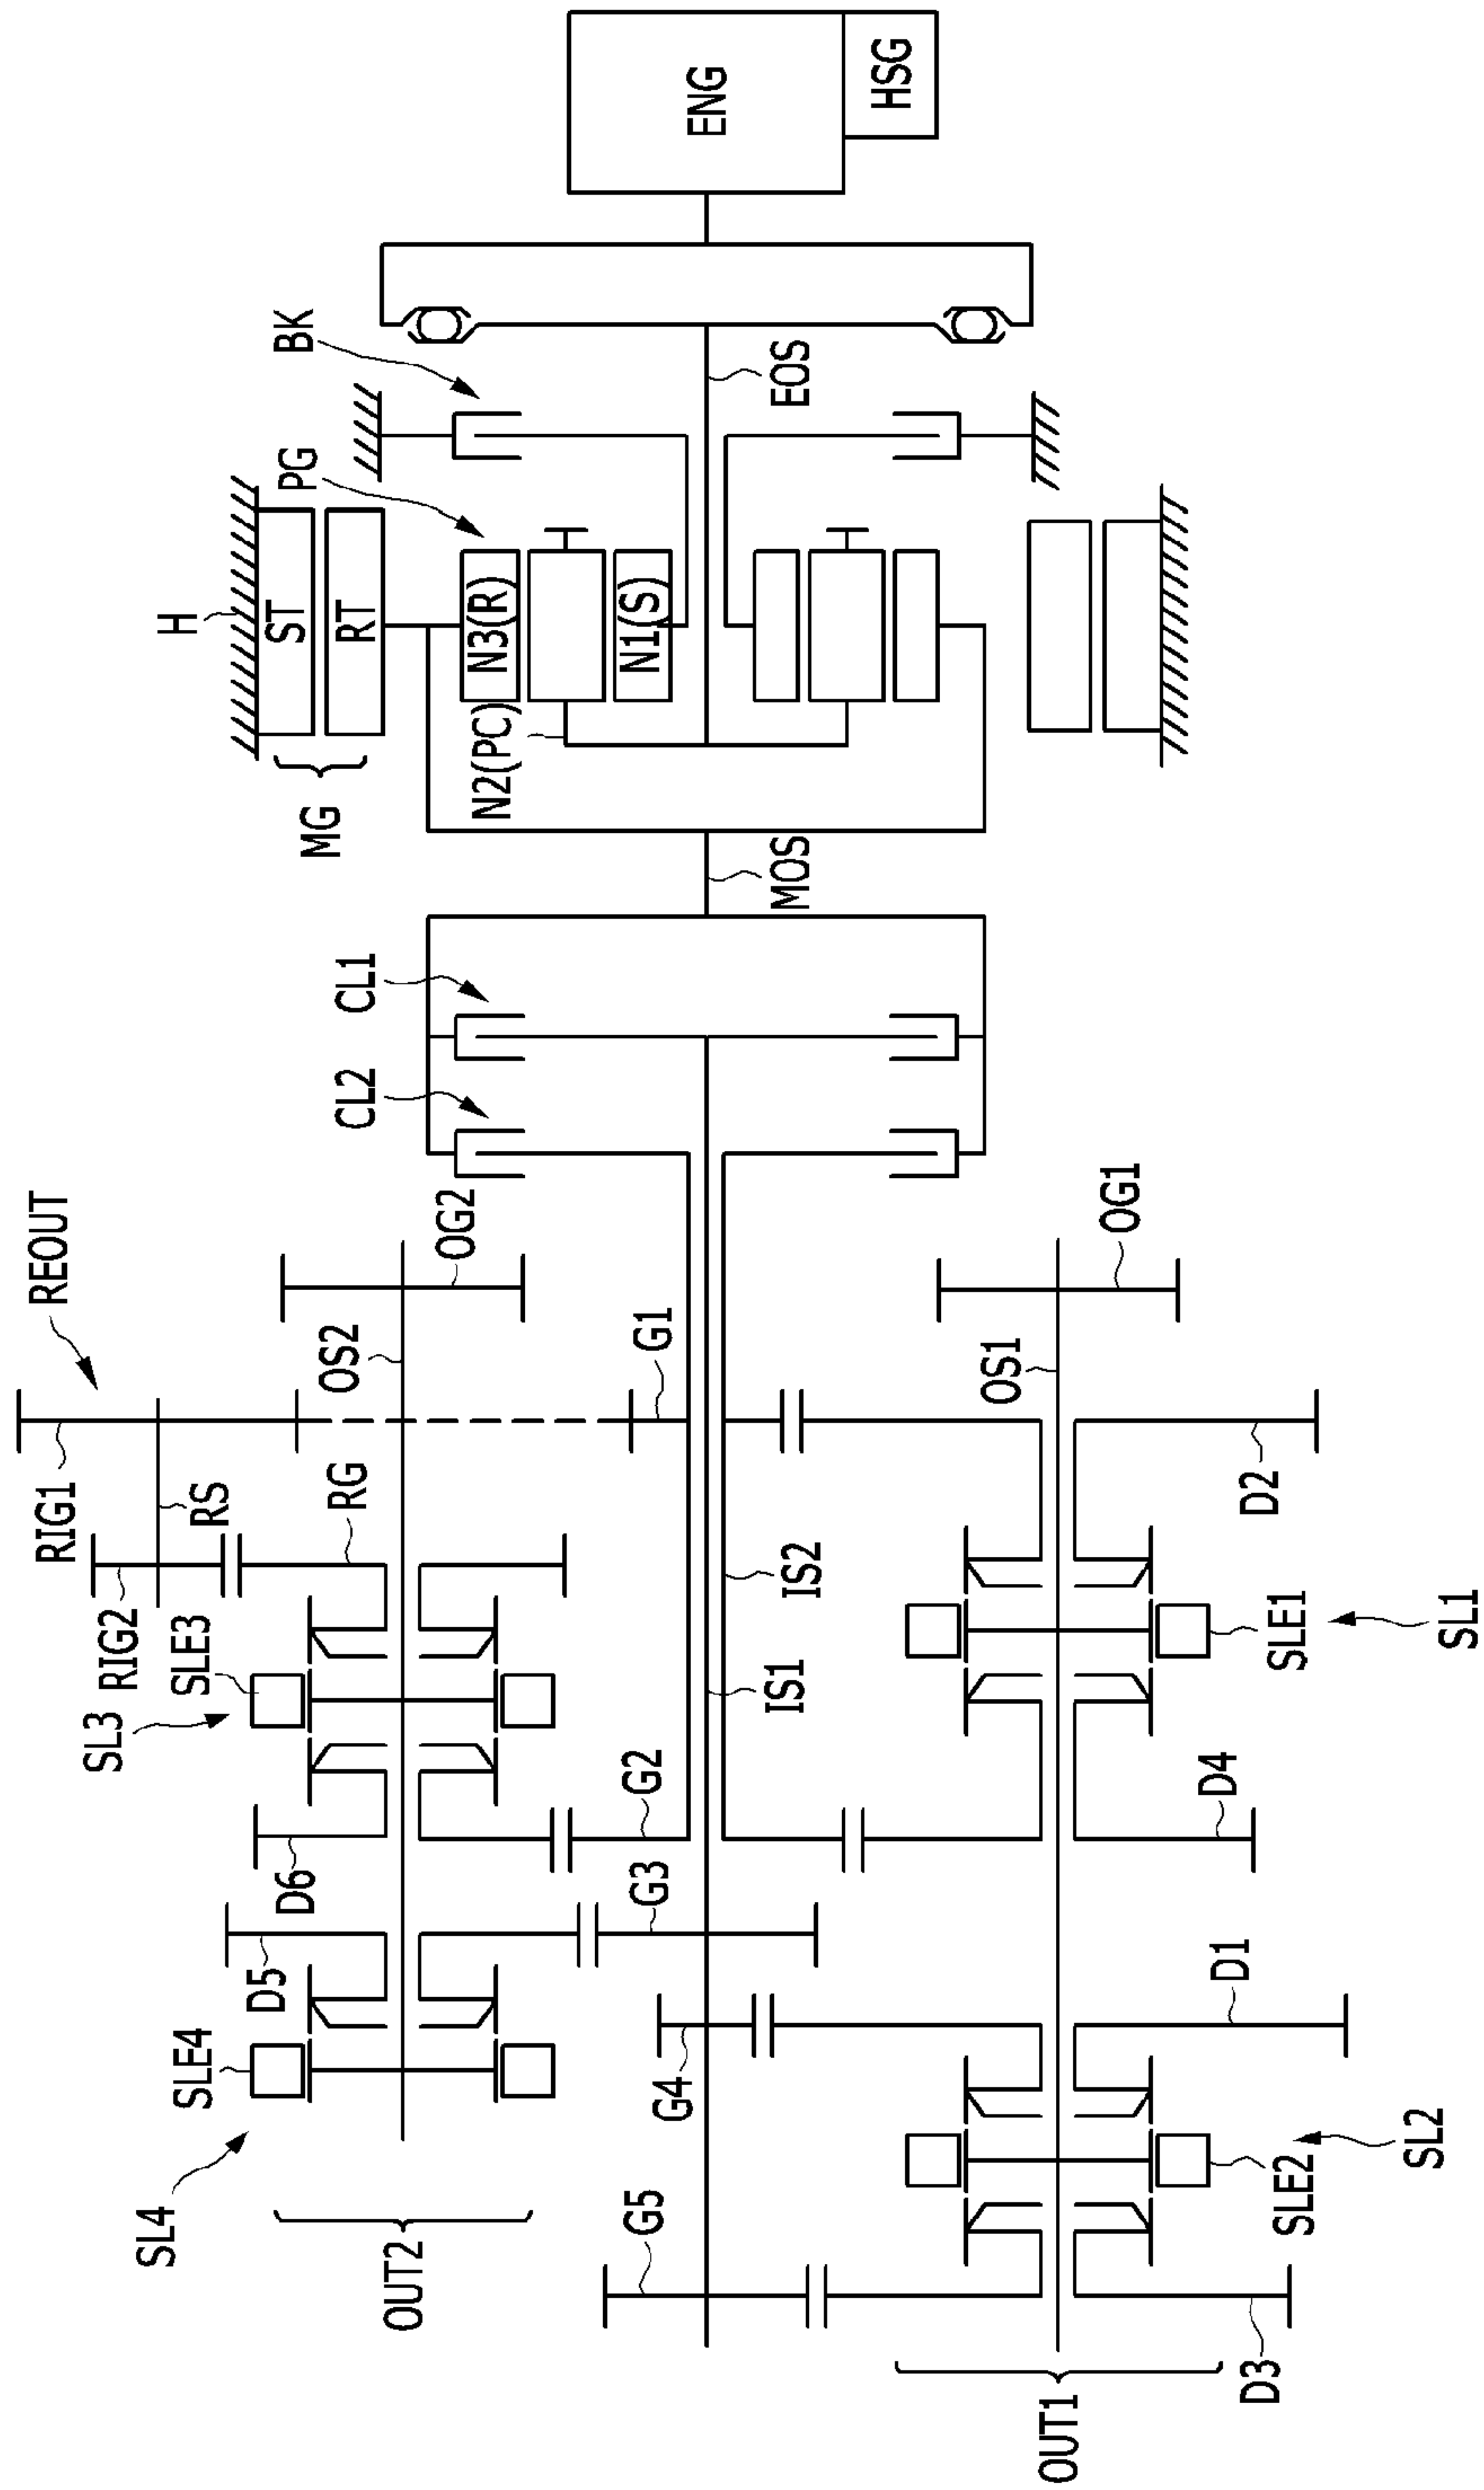 ENG
HSG
BK
EOS
PG
H
ST
RT
N3(R)
N1(S)
N2(PC)
MG
MOS
CL1
CL2
REOUT
OG2
OG1
OS2
G1
OS1
RIG1
RS
RG
D2
RIG2
SLE3
IS2
SLE1
SL1
SL3
IS1
G2
D4
D6
G3
D5
D1
SLE4
G4
SL2
SLE2
SL4
OUT2
G5
D3
OUT1